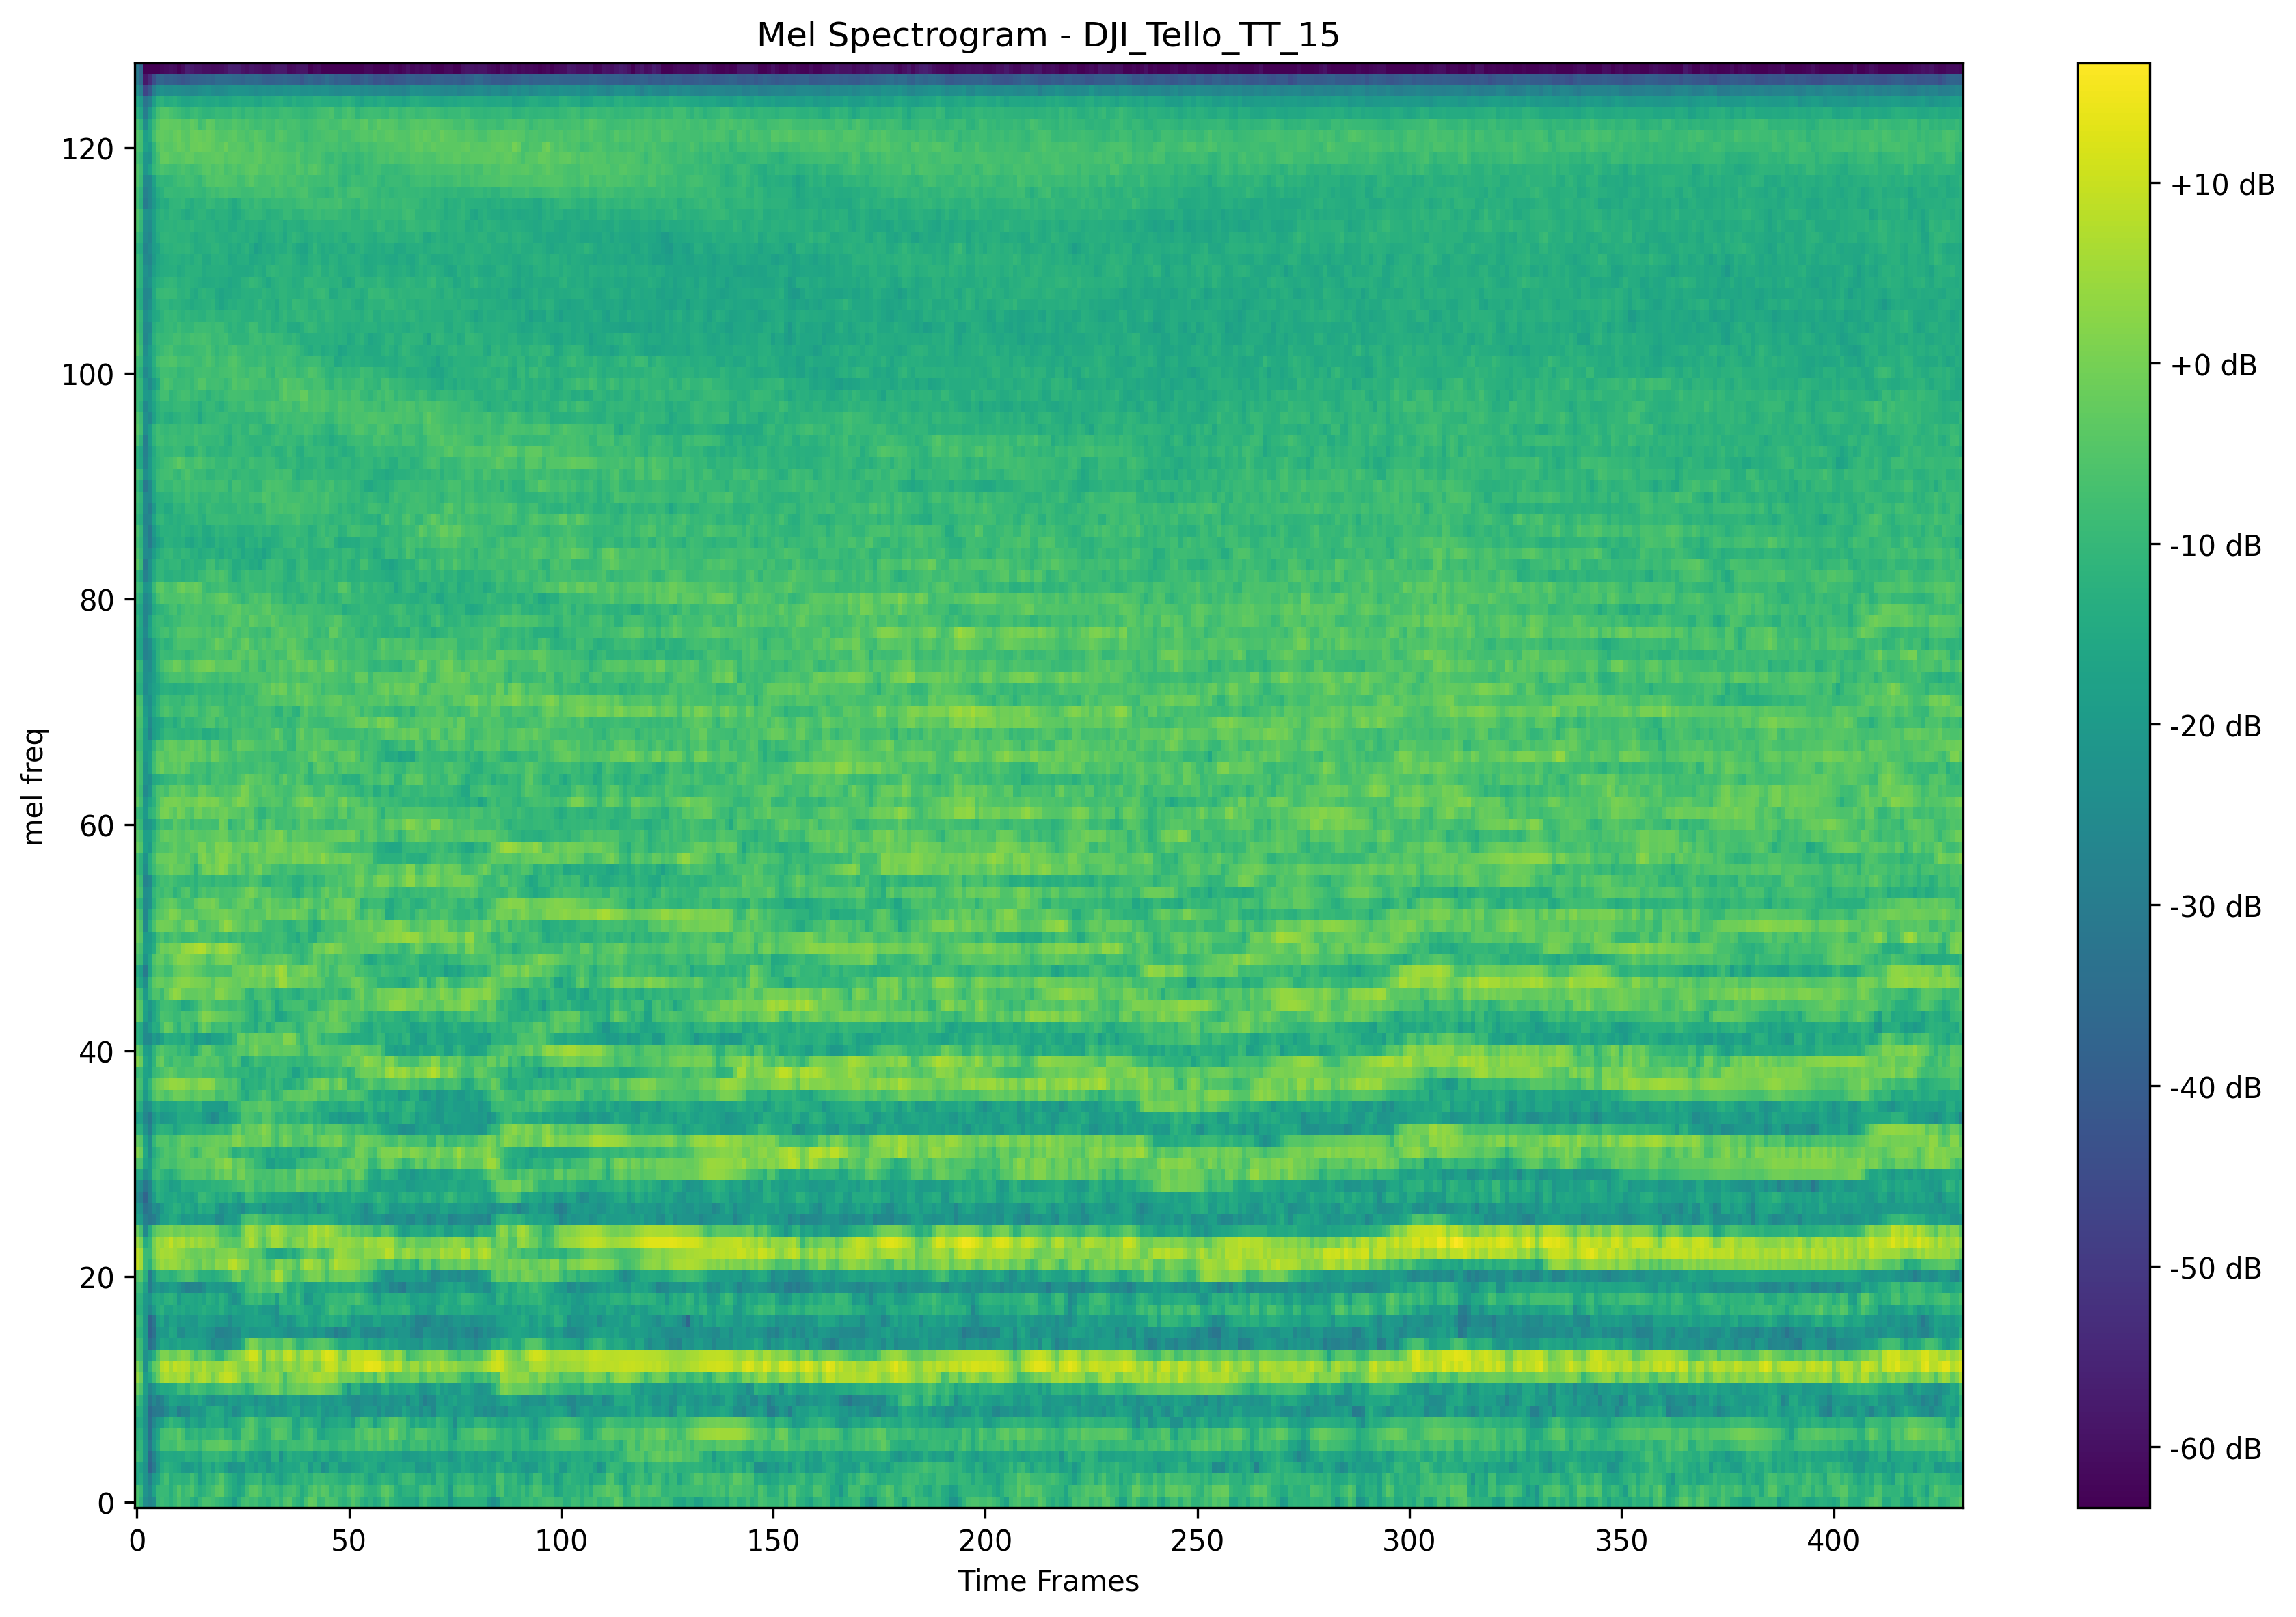 Mel Spectrogram - DJI_Tello_TT_15
mel freq
120
100
80
60
40
20
0
0 50 100 150 200 250 300 350 400
Time Frames
+10 dB
+0 dB
-10 dB
-20 dB
-30 dB
-40 dB
-50 dB
-60 dB